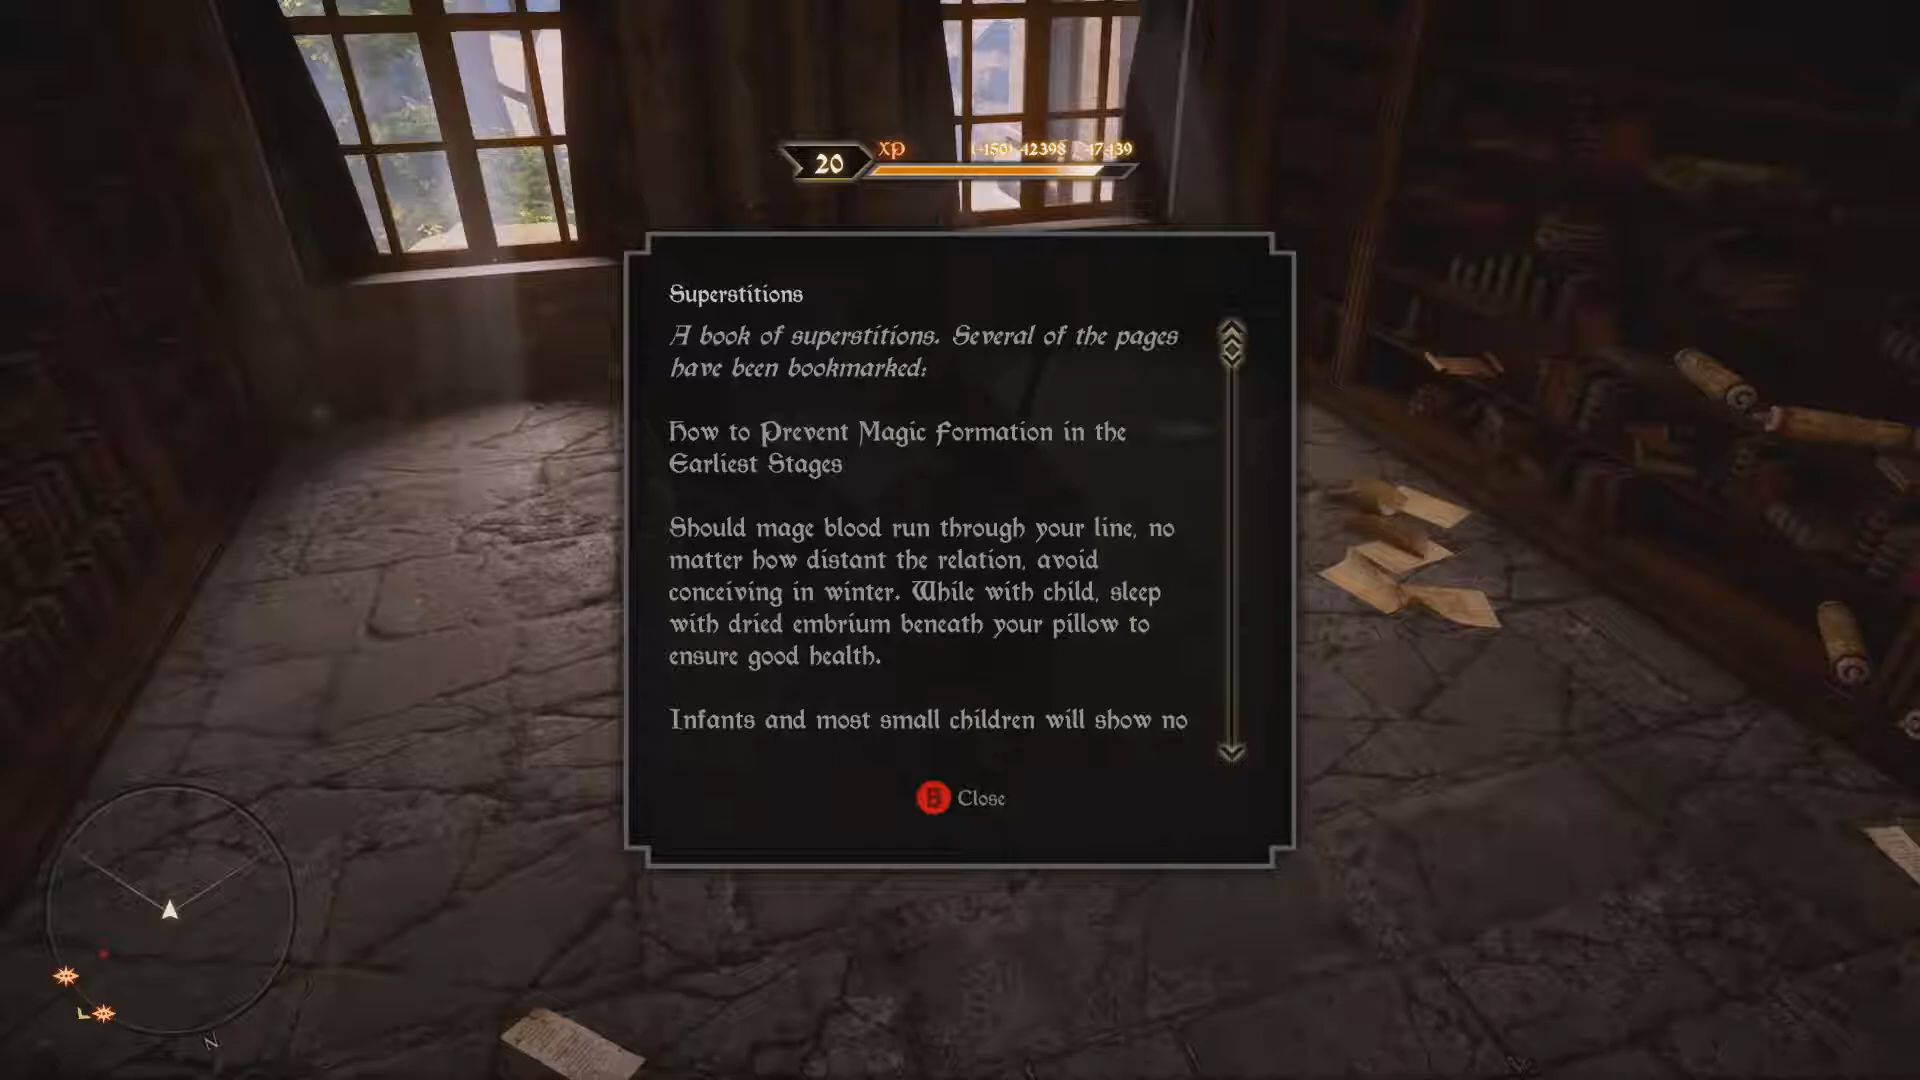 20
XP
Superstitions
A book of superstitions. Several of the pages
have been bookmarked:
How to Prevent Magic Formation in the
Earliest Stages
Should mage blood run through your line, no
matter how distant the relation, avoid
conceiving in winter. While with child, sleep
with dried embrium beneath your pillow to
ensure good health.
Infants and most small children will show no
B Close
N